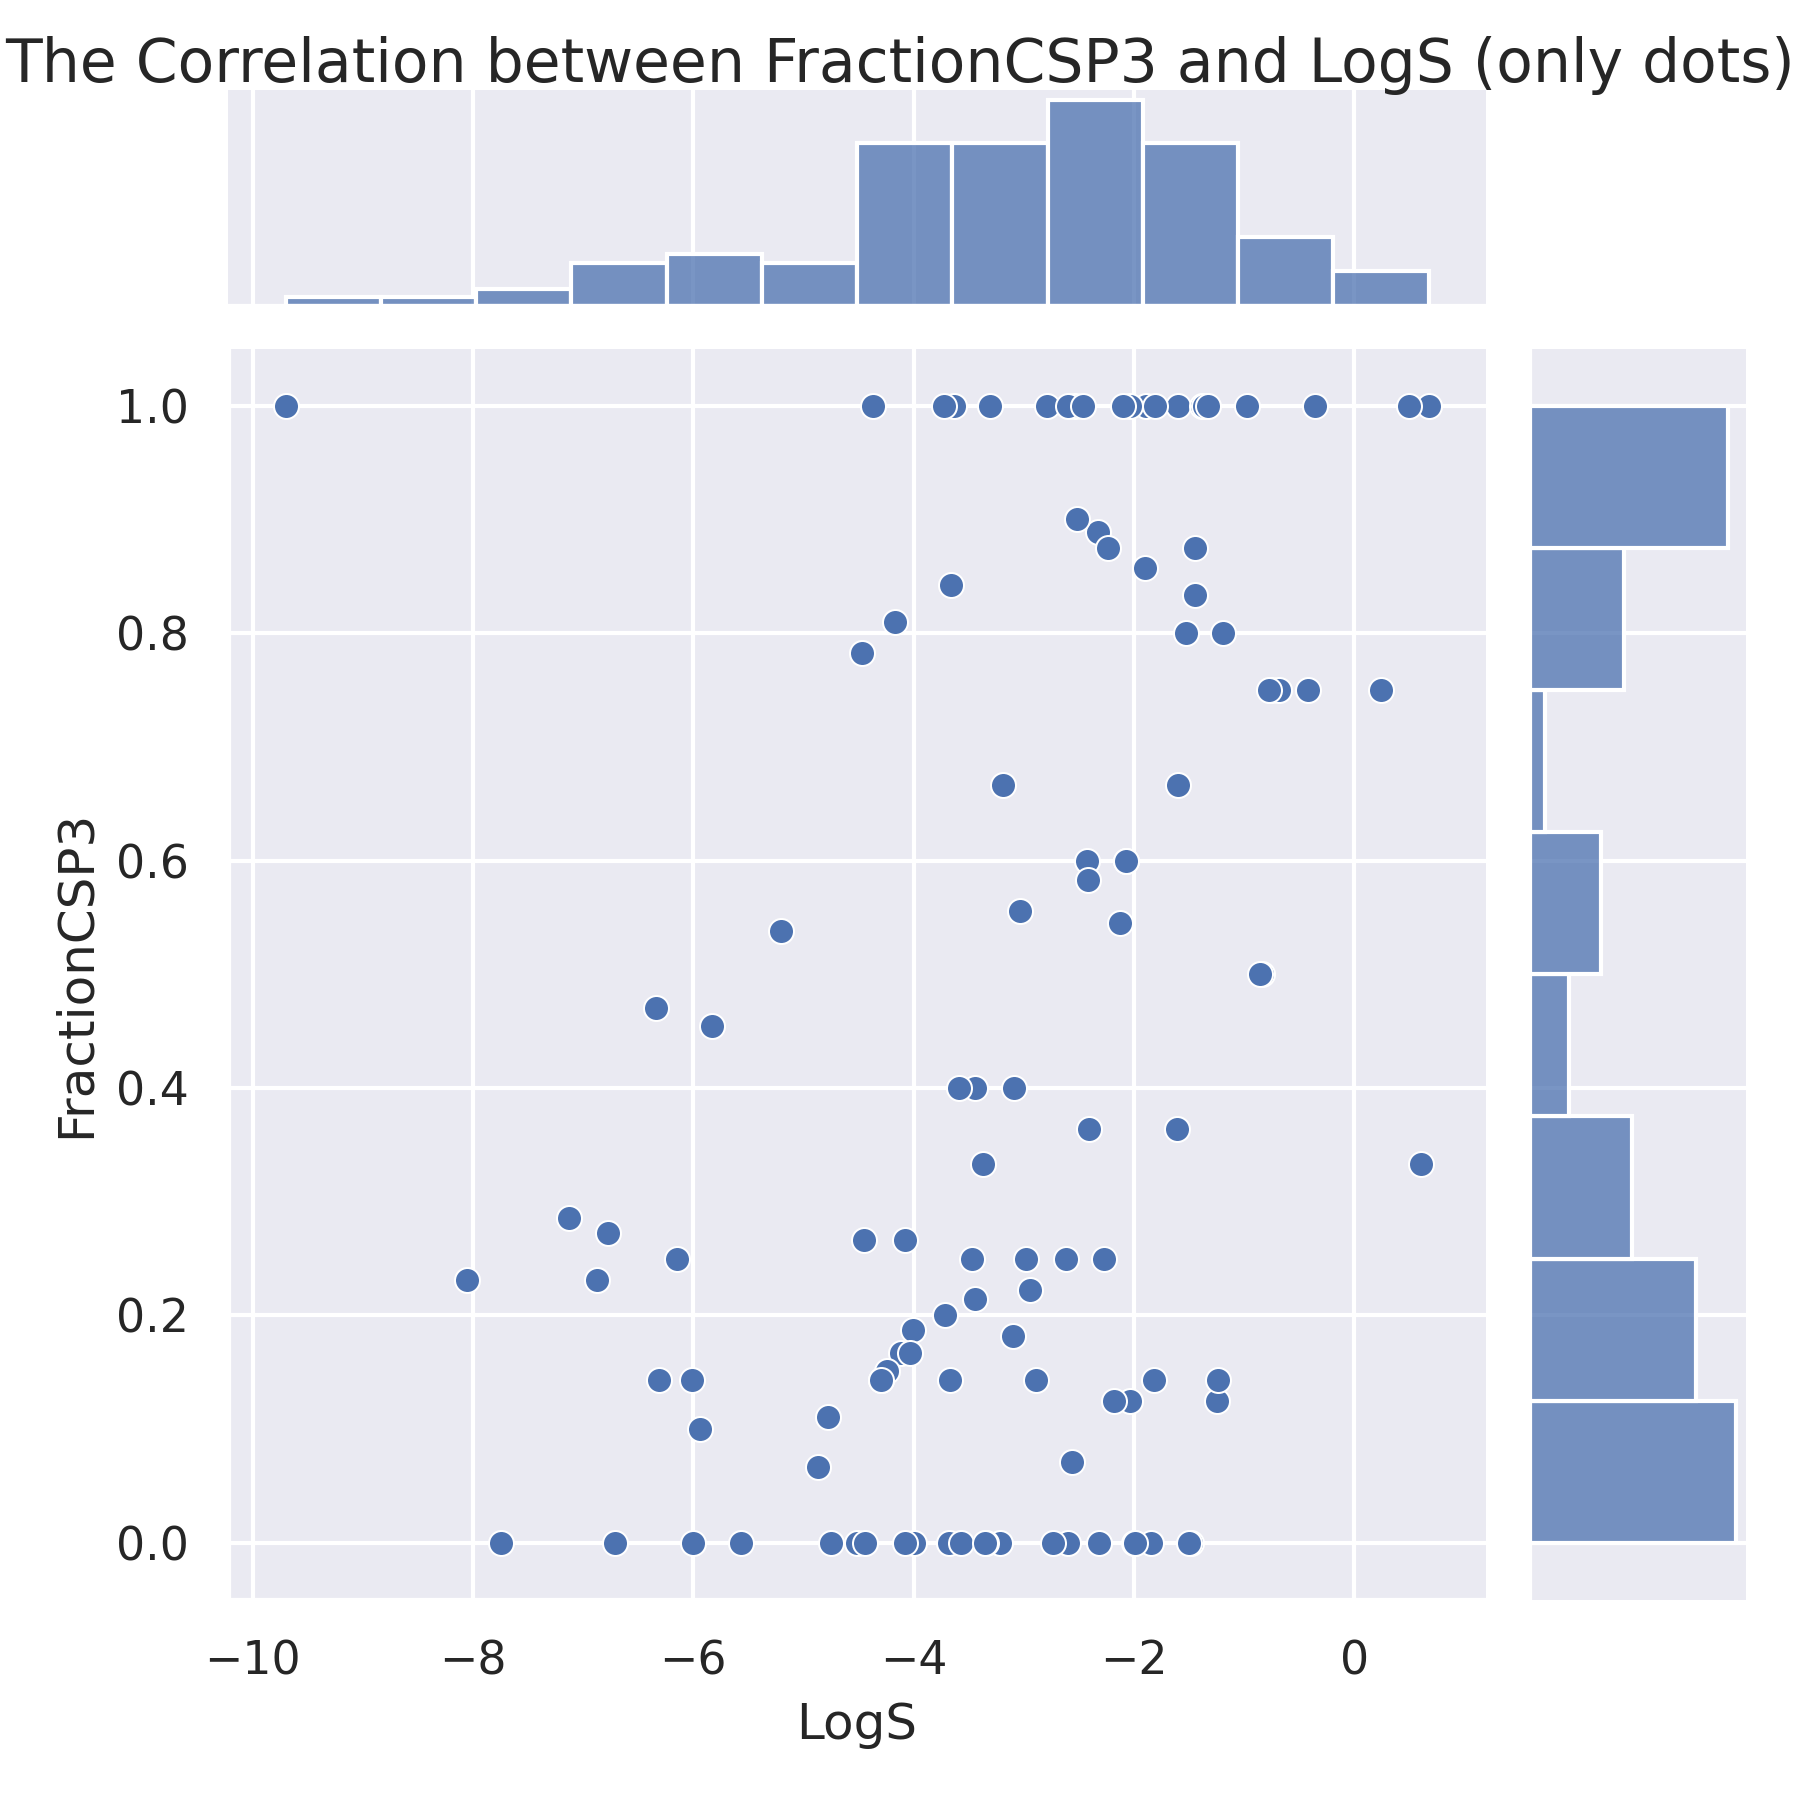 The Correlation between FractionCSP3 and LogS (only dots)
1.0
0.8
0.6
0.4
0.2
0.0
FractionCSP3
−10 −8 −6 −4 −2 0
LogS